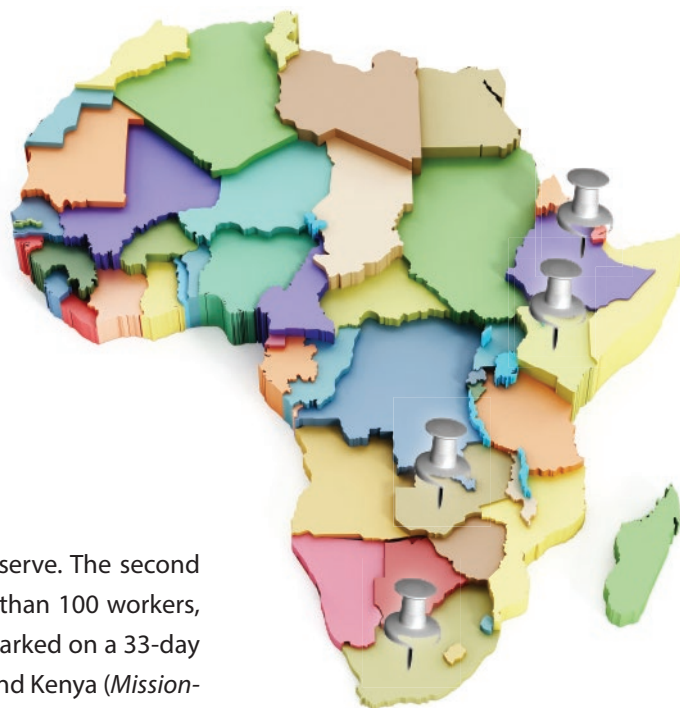 serve. The second
than 100 workers,
arked on a 33-day
nd Kenya (Mission-